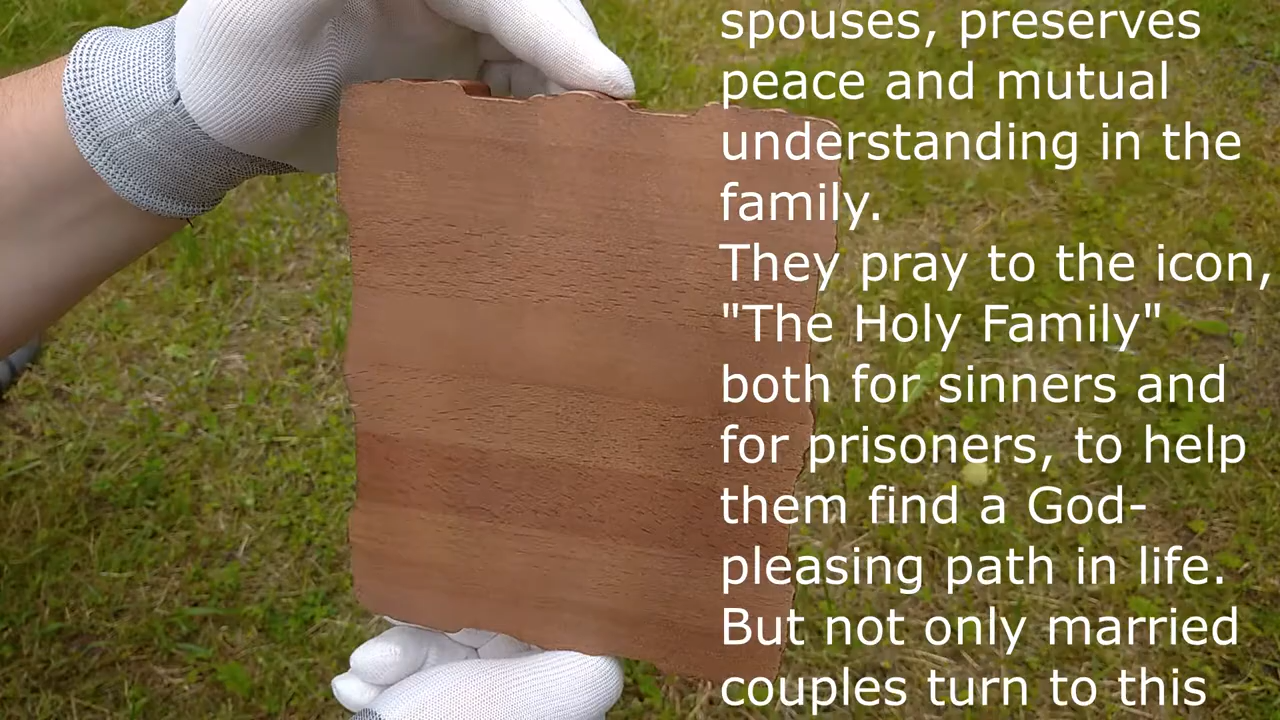 spouses, preserves
peace and mutual
understanding in the
family.
They pray to the icon,
"The Holy Family"
both for sinners and
for prisoners, to help
them find a God-
pleasing path in life.
But not only married
couples turn to this